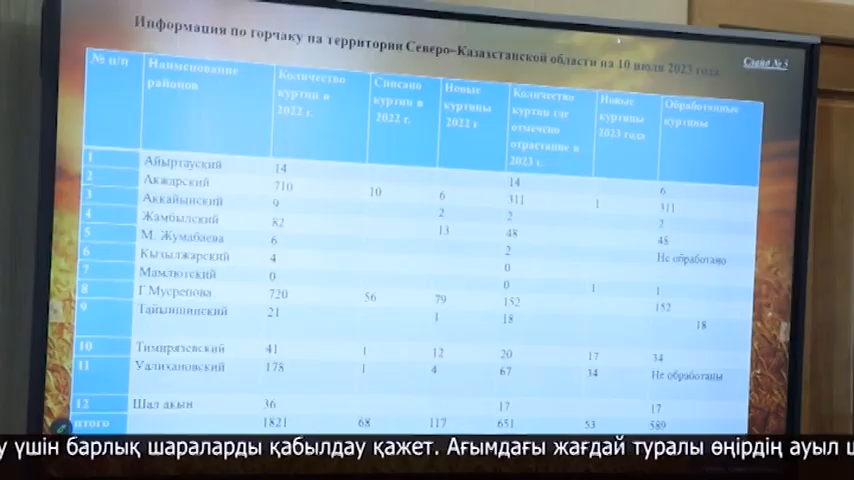 Информация по горчаку на территории Северо-Казахстанской области на 10 июля 2023 года
Слайд № 5
№ п/п Наименование районов Количество куртин в 2022 г. Списано куртин в 2022 г. Новые куртины 2022 г Количество куртин где отмечено отрастание в 2023 г. Новые куртины 2023 года Обработанные куртины
1 Айыртауский 14 14 6
2 Акжарский 710 10 6 311 1 311
3 Аккайынский 9 2 2 2
4 Жамбылский 82 13 48 48
5 М. Жумабаева 6 2 Не обработано
6 Кызылжарский 4 0
7 Мамлютский 0 0 1 1
8 Г.Мусрепова 720 56 79 152 152
9 Тайыншинский 21 1 18 18
10 Тимирязевский 41 1 12 20 17 34
11 Уалихановский 178 1 4 67 34 Не обработаны
12 Шал акын 36 17 17
итого 1821 68 117 651 53 589
у үшін барлық шараларды қабылдау қажет. Ағымдағы жағдай туралы өңірдің ауыл ш